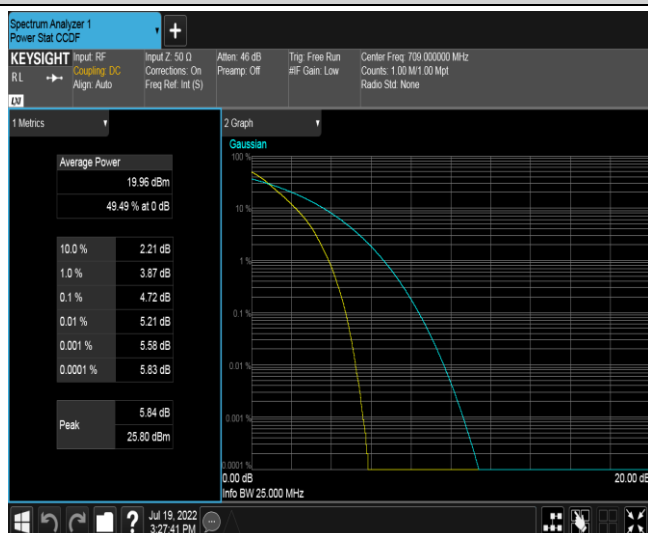 Spectrum Analyzer 1
Power Stat CCDF
+
KEYSIGHT
RL
LXI
Input: RF
Coupling: DC
Align: Auto
Input Z: 50 Ω
Corrections: On
Freq Ref: Int (S)
Atten: 46 dB
Preamp: Off
Trig: Free Run
#IF Gain: Low
Center Freq: 709.000000 MHz
Counts: 1.00 M/1.00 Mpt
Radio Std: None
1 Metrics
Average Power
19.96 dBm
49.49 % at 0 dB
10.0 % 2.21 dB
1.0 % 3.87 dB
0.1 % 4.72 dB
0.01 % 5.21 dB
0.001 % 5.58 dB
0.0001 % 5.83 dB
Peak
5.84 dB
25.80 dBm
2 Graph
Gaussian
100 %
10 %
1 %
0.1 %
0.01 %
0.001 %
0.0001 %
0.00 dB 20.00 dB
Info BW 25.000 MHz
?
Jul 19, 2022
3:27:41 PM